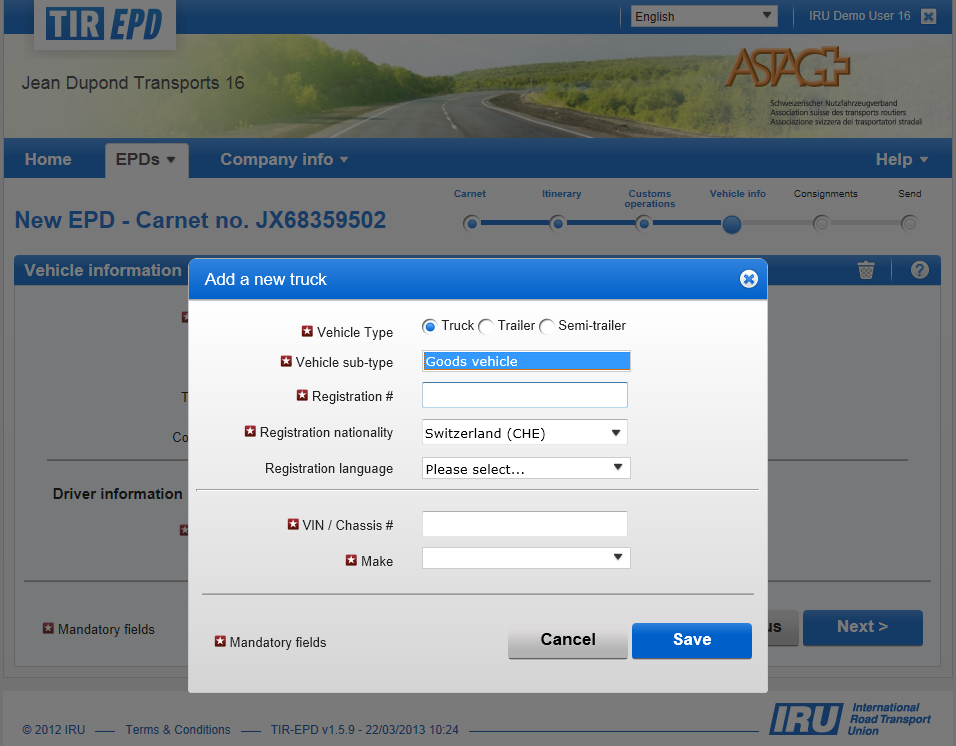 TIR EPD
English
IRU Demo User 16
Jean Dupond Transports 16
ASTAG
Schweizerischer Nutzfahrzeugverband
Association suisse des transports routiers
Associazione svizzera dei trasportatori stradali
Home
EPDs
Company info
Help
Carnet
Itinerary
Customs
operations
Vehicle info
Consignments
Send
New EPD - Carnet no. JX68359502
Vehicle information
?
Add a new truck
Vehicle Type
Truck
Trailer
Semi-trailer
Vehicle sub-type
Goods vehicle
Registration #
Registration nationality
Switzerland (CHE)
Registration language
Please select...
T
Co
Driver information
VIN / Chassis #
Make
Mandatory fields
Mandatory fields
Cancel
Save
us
Next >
© 2012 IRU
Terms & Conditions
TIR-EPD v1.5.9 - 22/03/2013 10:24
IRU
International
Road Transport
Union